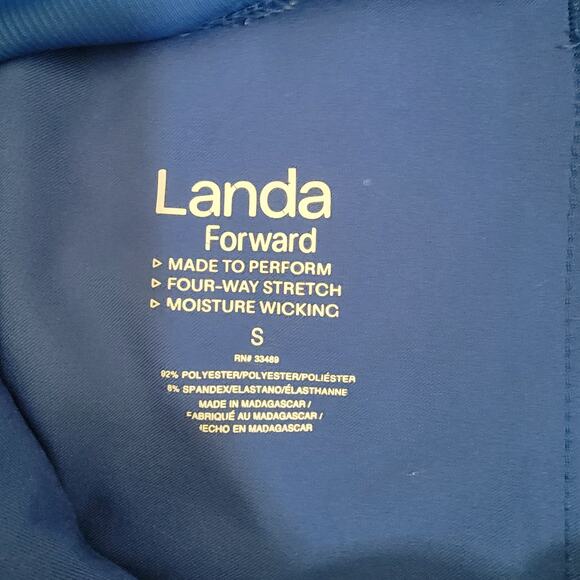 Landa
Forward
▷ MADE TO PERFORM
▷ FOUR-WAY STRETCH
▷ MOISTURE WICKING
S
RN# 33489
92% POLYESTER/POLYESTER/POLIÉSTER
8% SPANDEX/ELASTANO/ÉLASTHANNE
MADE IN MADAGASCAR /
FABRIQUÉ AU MADAGASCAR /
HECHO EN MADAGASCAR